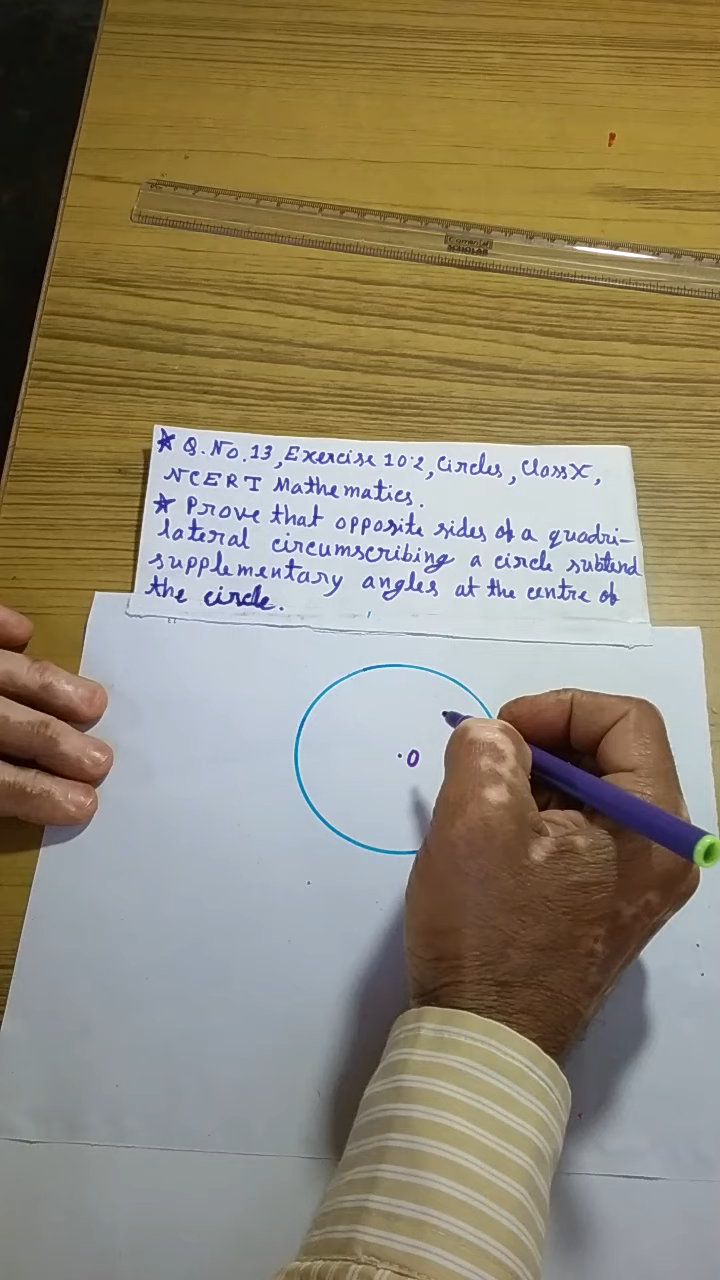 ★ Q. No. 13, Exercise 10.2, Circles, Class X,
NCERT Mathematics.
★ Prove that opposite sides of a quadri-
lateral circumscribing a circle subtend
supplementary angles at the centre of
the circle.
O